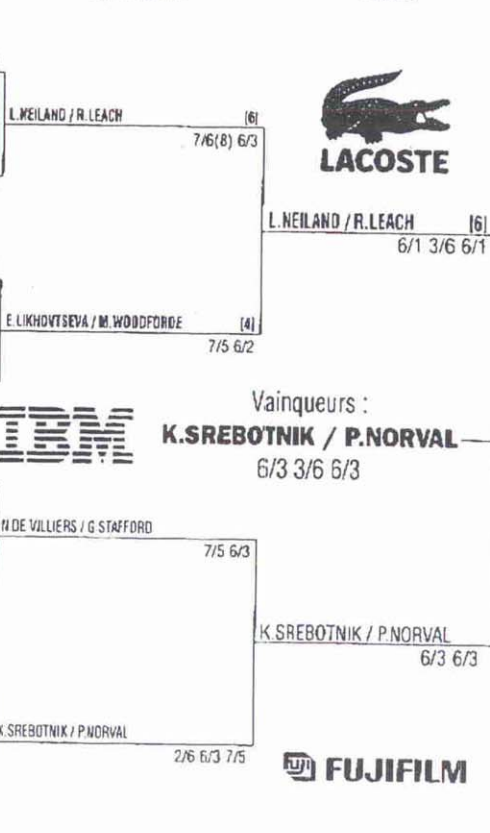 L.NEILAND / R.LEACH [6]
7/6(8) 6/3
LACOSTE
L.NEILAND / R.LEACH [6]
6/1 3/6 6/1
E.LIKHOVTSEVA / M.WOODFORDE [4]
7/5 6/2
IBM
Vainqueurs :
K.SREBOTNIK / P.NORVAL
6/3 3/6 6/3
N DE VILLIERS / G STAFFORD
7/5 6/3
K.SREBOTNIK / P.NORVAL
6/3 6/3
K.SREBOTNIK / P.NORVAL
2/6 6/3 7/5
FUJI FUJIFILM